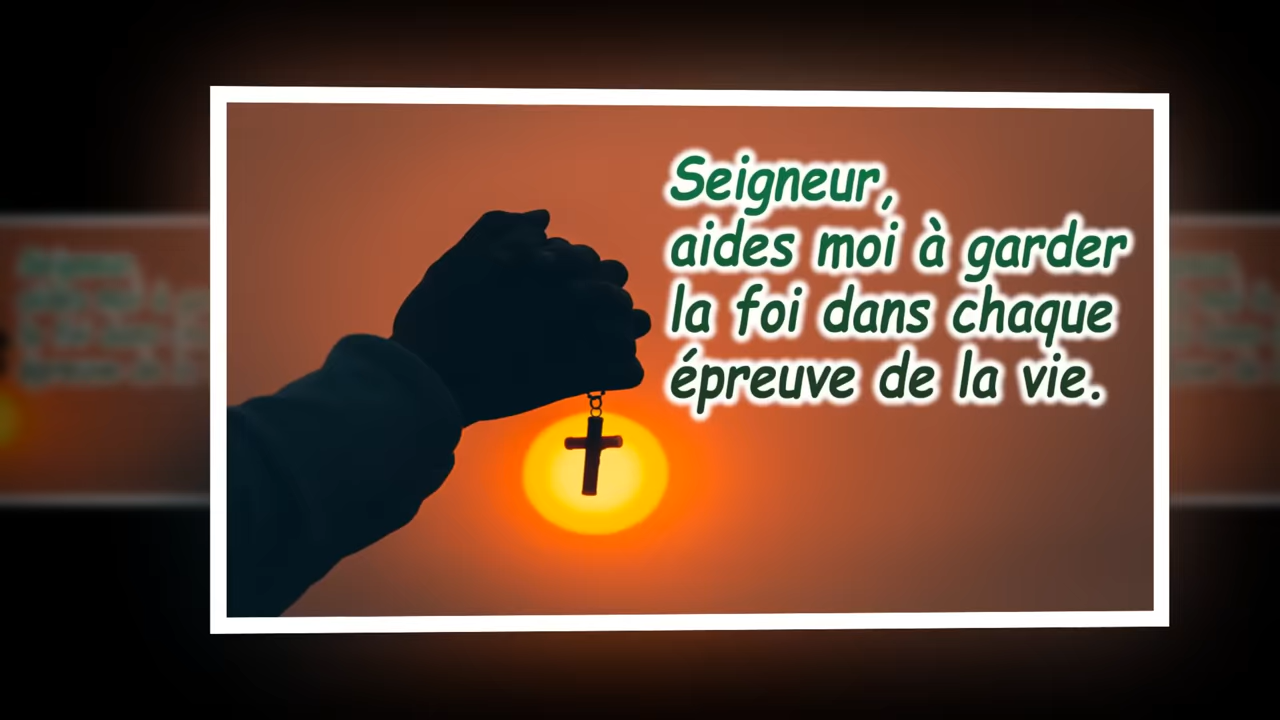 Seigneur,
aides moi à garder
la foi dans chaque
épreuve de la vie.